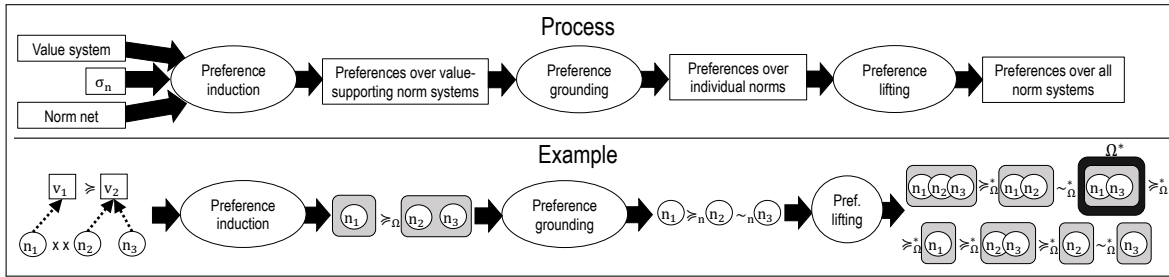 Process
Value system
σn
Norm net
Preference induction
Preferences over value-supporting norm systems
Preference grounding
Preferences over individual norms
Preference lifting
Preferences over all norm systems
Example
v1 ≽ v2
n1 x x n2 n3
Preference induction
n1 ≽Ω n2 n3
Preference grounding
n1 ≽n n2 ~n n3
Pref. lifting
Ω*
n1 n2 n3 ≽*Ω n1 n2 ~*Ω n1 n3 ≽*Ω
≽*Ω n1 ≽*Ω n2 n3 ≽*Ω n2 ~*Ω n3